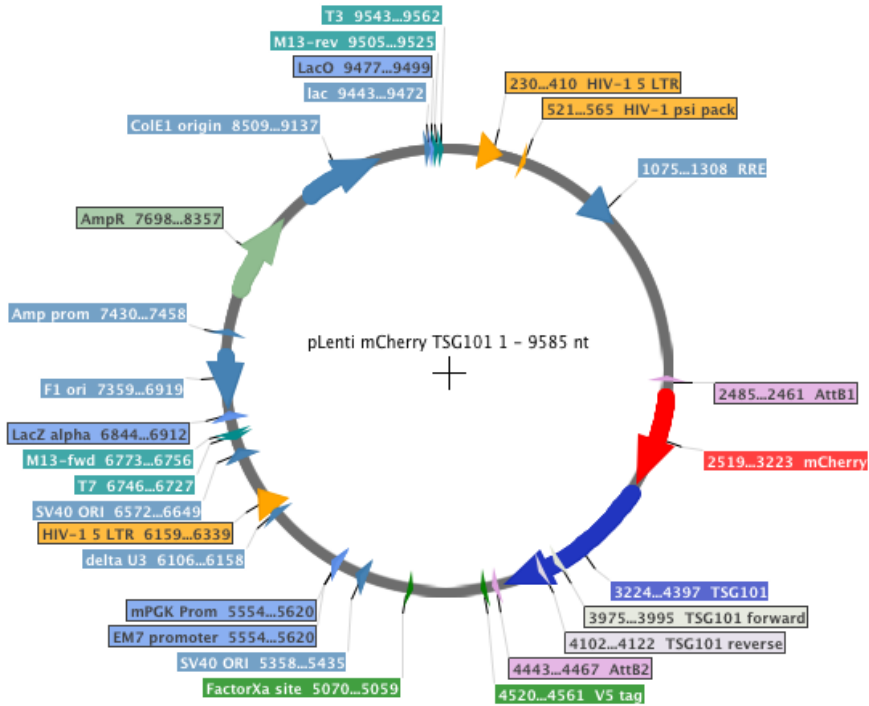 T3 9543...9562
M13-rev 9505...9525
LacO 9477...9499
lac 9443...9472
ColE1 origin 8509...9137
AmpR 7698...8357
Amp prom 7430...7458
F1 ori 7359...6919
LacZ alpha 6844...6912
M13-fwd 6773...6756
T7 6746...6727
SV40 ORI 6572...6649
HIV-1 5 LTR 6159...6339
delta U3 6106...6158
mPGK Prom 5554...5620
EM7 promoter 5554...5620
SV40 ORI 5358...5435
FactorXa site 5070...5059
230...410 HIV-1 5 LTR
521...565 HIV-1 psi pack
1075...1308 RRE
pLenti mCherry TSG101 1 - 9585 nt
2485...2461 AttB1
2519...3223 mCherry
3224...4397 TSG101
3975...3995 TSG101 forward
4102...4122 TSG101 reverse
4443...4467 AttB2
4520...4561 V5 tag